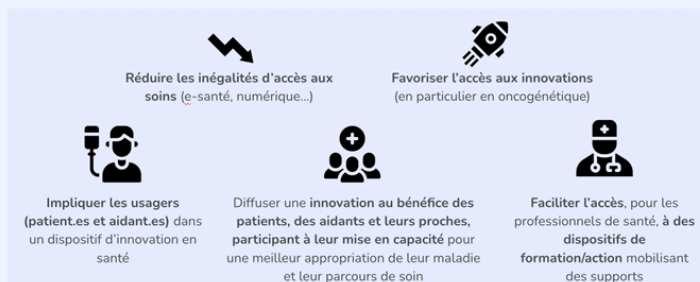 Réduire les inégalités d'accès aux
soins (e-santé, numérique...)
Favoriser l'accès aux innovations
(en particulier en oncogénétique)
Impliquer les usagers
(patient.es et aidant.es) dans
un dispositif d'innovation en
santé
Diffuser une innovation au bénéfice des
patients, des aidants et leurs proches,
participant à leur mise en capacité pour
une meilleur appropriation de leur maladie
et leur parcours de soin
Faciliter l'accès, pour les
professionnels de santé, à des
dispositifs de
formation/action mobilisant
des supports